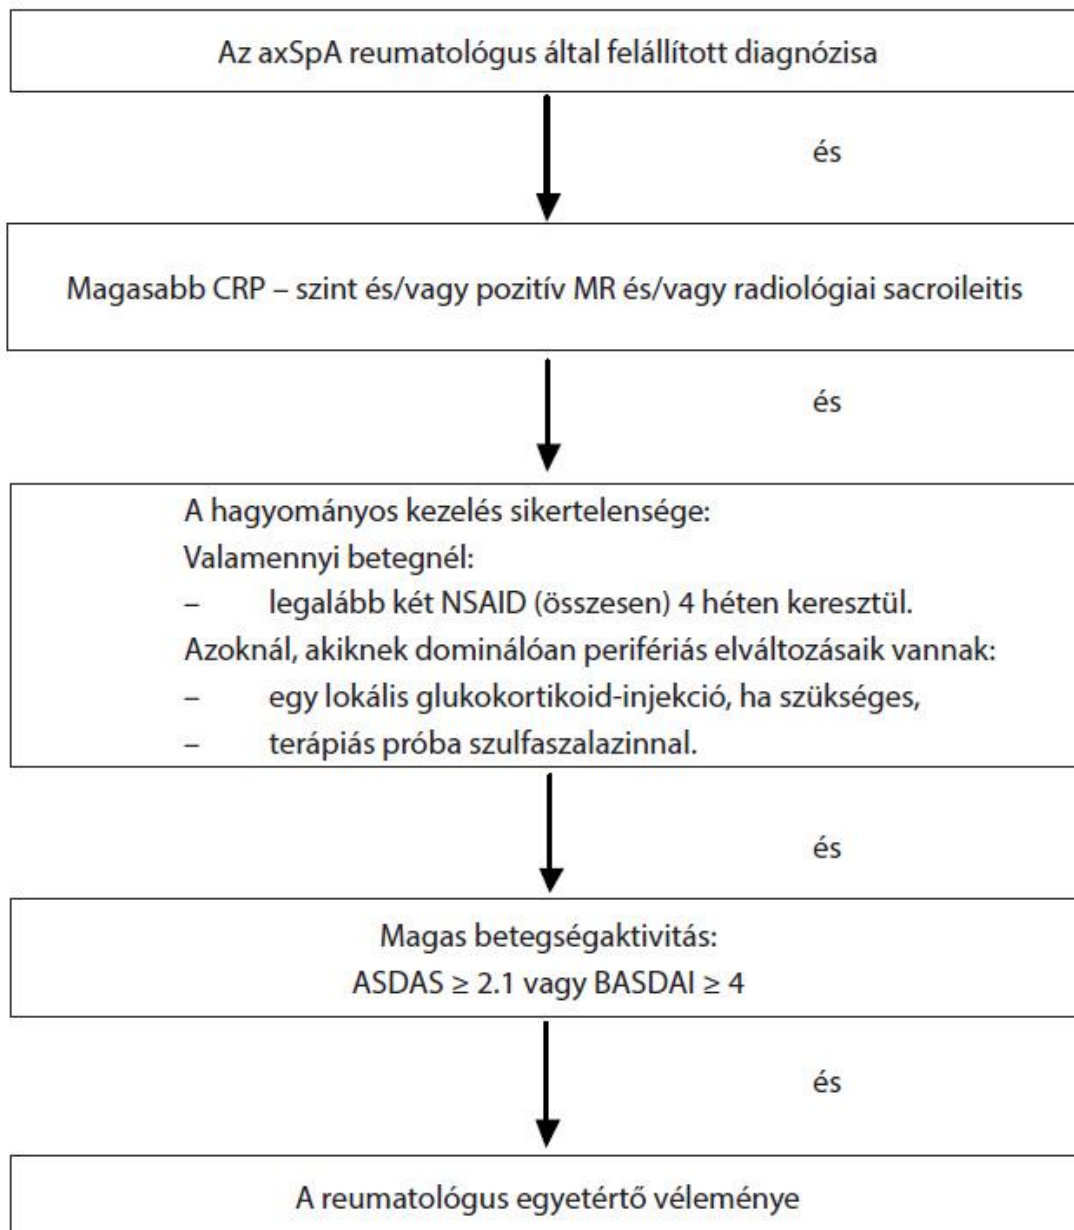 Az axSpA reumatológus által felállított diagnózisa
és
Magasabb CRP – szint és/vagy pozitív MR és/vagy radiológiai sacroileitis
és
A hagyományos kezelés sikertelensége:
Valamennyi betegnél:
– legalább két NSAID (összesen) 4 héten keresztül.
Azoknál, akiknek dominálóan perifériás elváltozásaik vannak:
– egy lokális glukokortikoid-injekció, ha szükséges,
– terápiás próba szulfaszalazinnal.
és
Magas betegségaktivitás:
ASDAS ≥ 2.1 vagy BASDAI ≥ 4
és
A reumatológus egyetértő véleménye